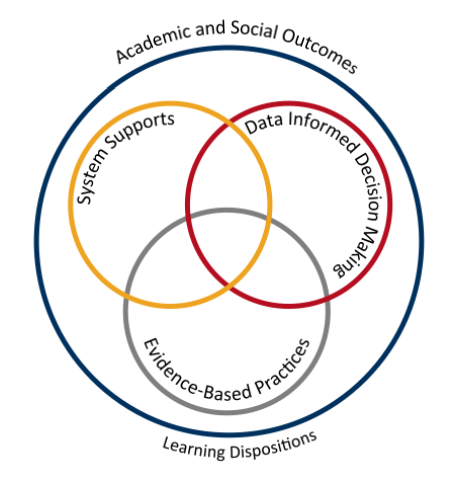 Academic and Social Outcomes
System Supports
Data Informed Decision Making
Evidence-Based Practices
Learning Dispositions